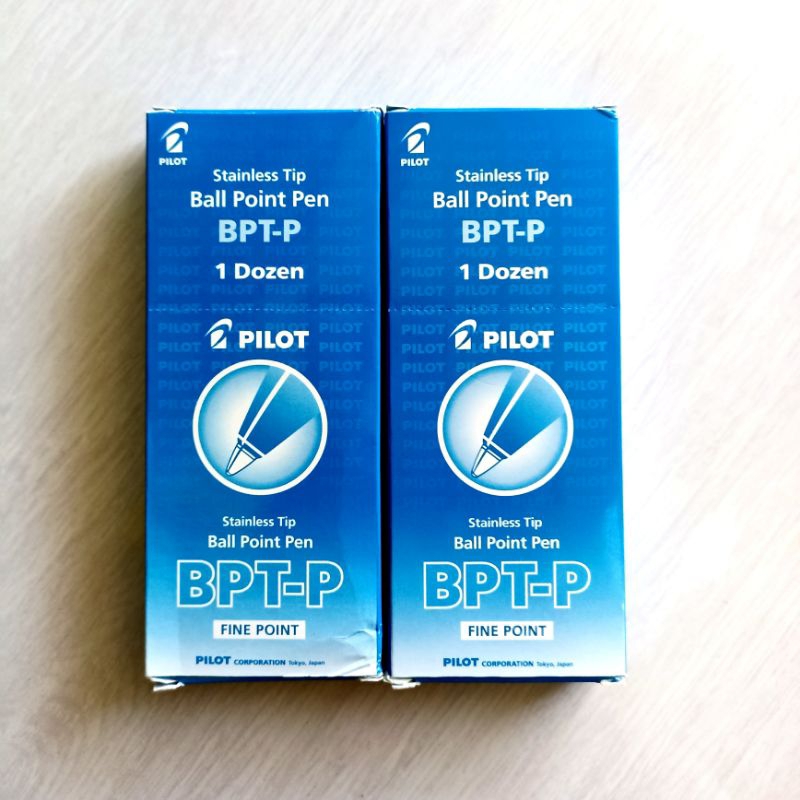 PILOT
Stainless Tip
Ball Point Pen
BPT-P
1 Dozen
PILOT
Stainless Tip
Ball Point Pen
BPT-P
FINE POINT
PILOT CORPORATION Tokyo, Japan
PILOT
Stainless Tip
Ball Point Pen
BPT-P
1 Dozen
PILOT
Stainless Tip
Ball Point Pen
BPT-P
FINE POINT
PILOT CORPORATION Tokyo, Japan